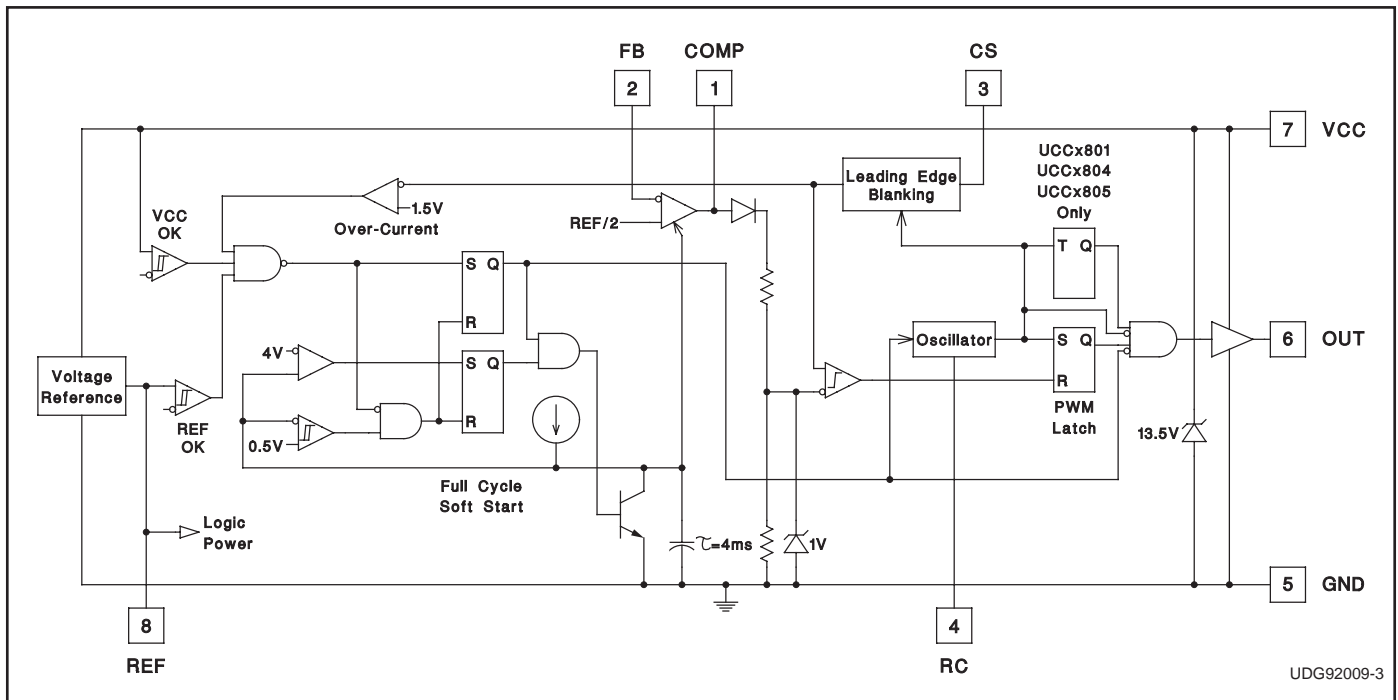 FB
COMP
CS
2
1
3
7
VCC
UCCx801
UCCx804
UCCx805
Only
Leading Edge
Blanking
1.5V
Over-Current
VCC
OK
REF/2
T Q
S Q
R
4V
S Q
R
Oscillator
S Q
R
PWM
Latch
6
OUT
Voltage
Reference
REF
OK
0.5V
13.5V
Full Cycle
Soft Start
Logic
Power
τ=4ms
1V
5
GND
8
REF
4
RC
UDG92009-3